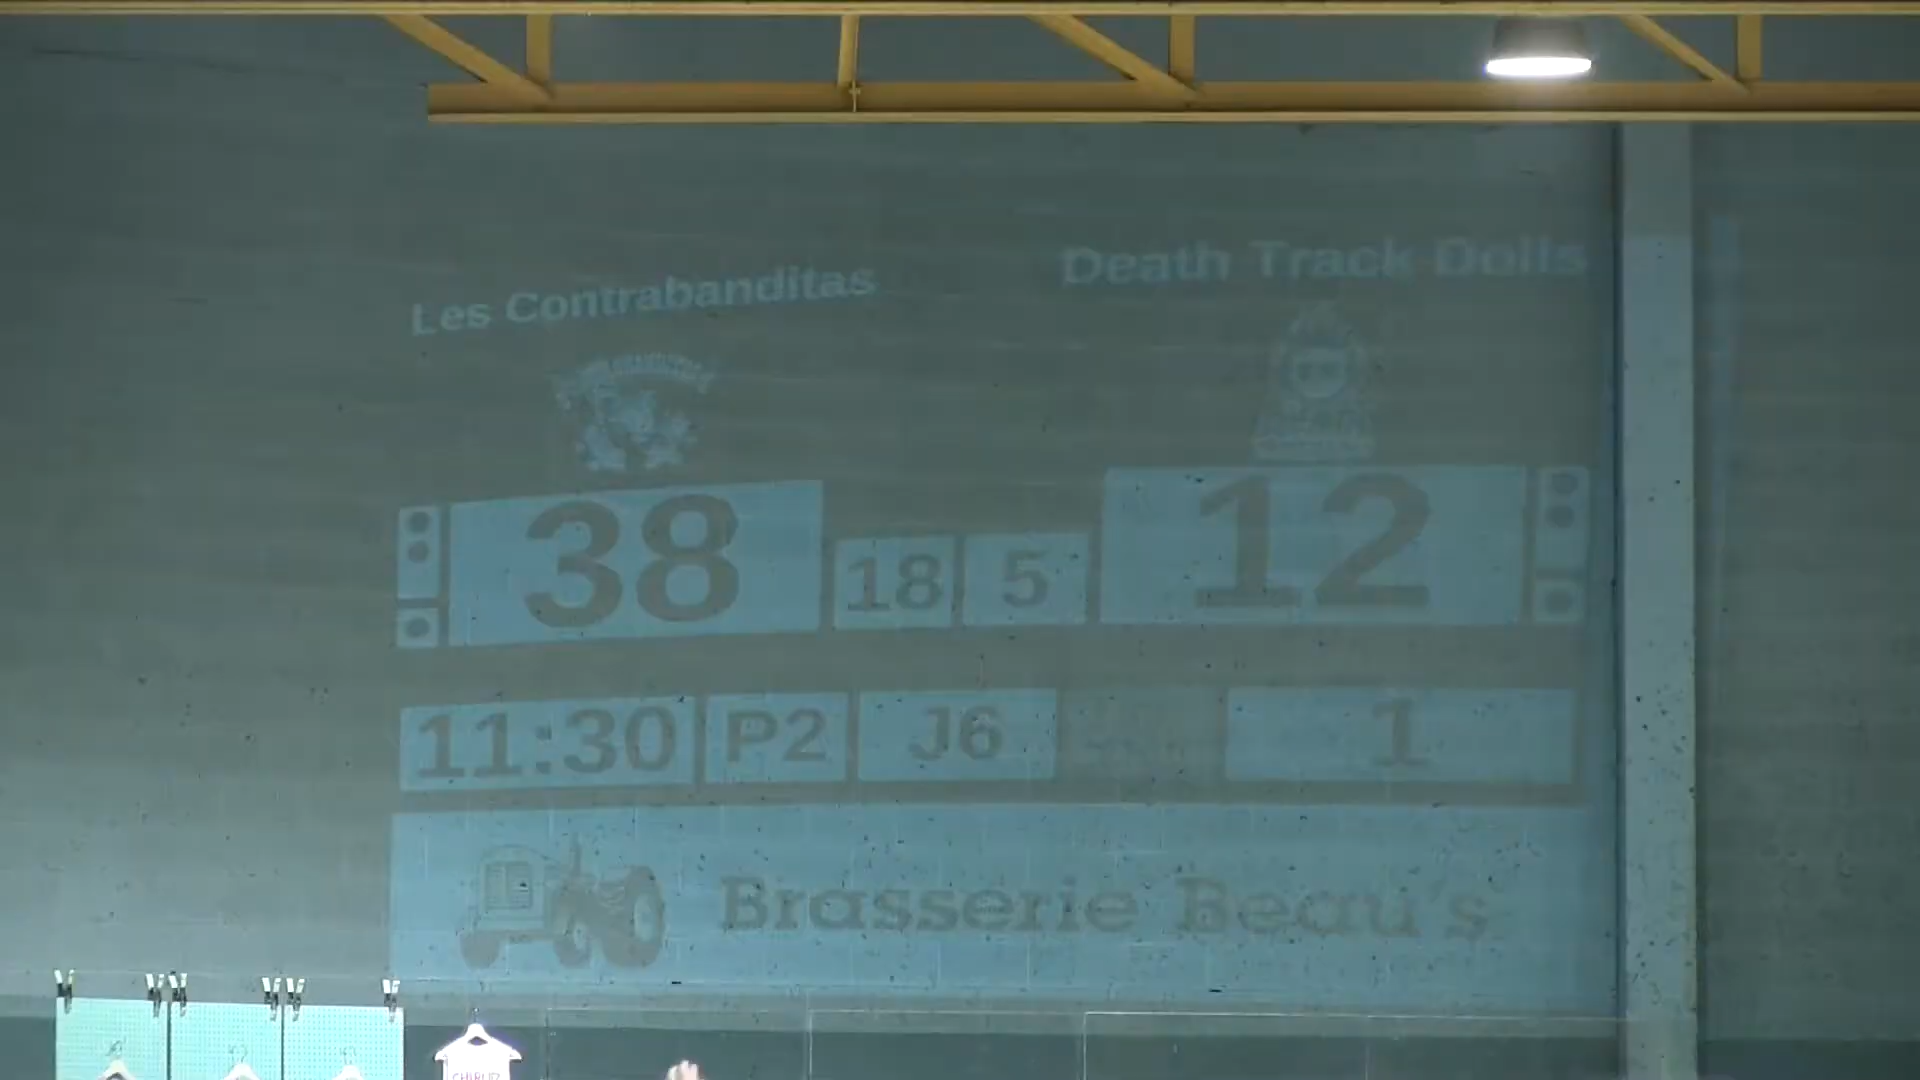 Les Contrabanditas
Death Track Dolls
38
18
5
12
11:30
P2
J6
1
Brasserie Beau's